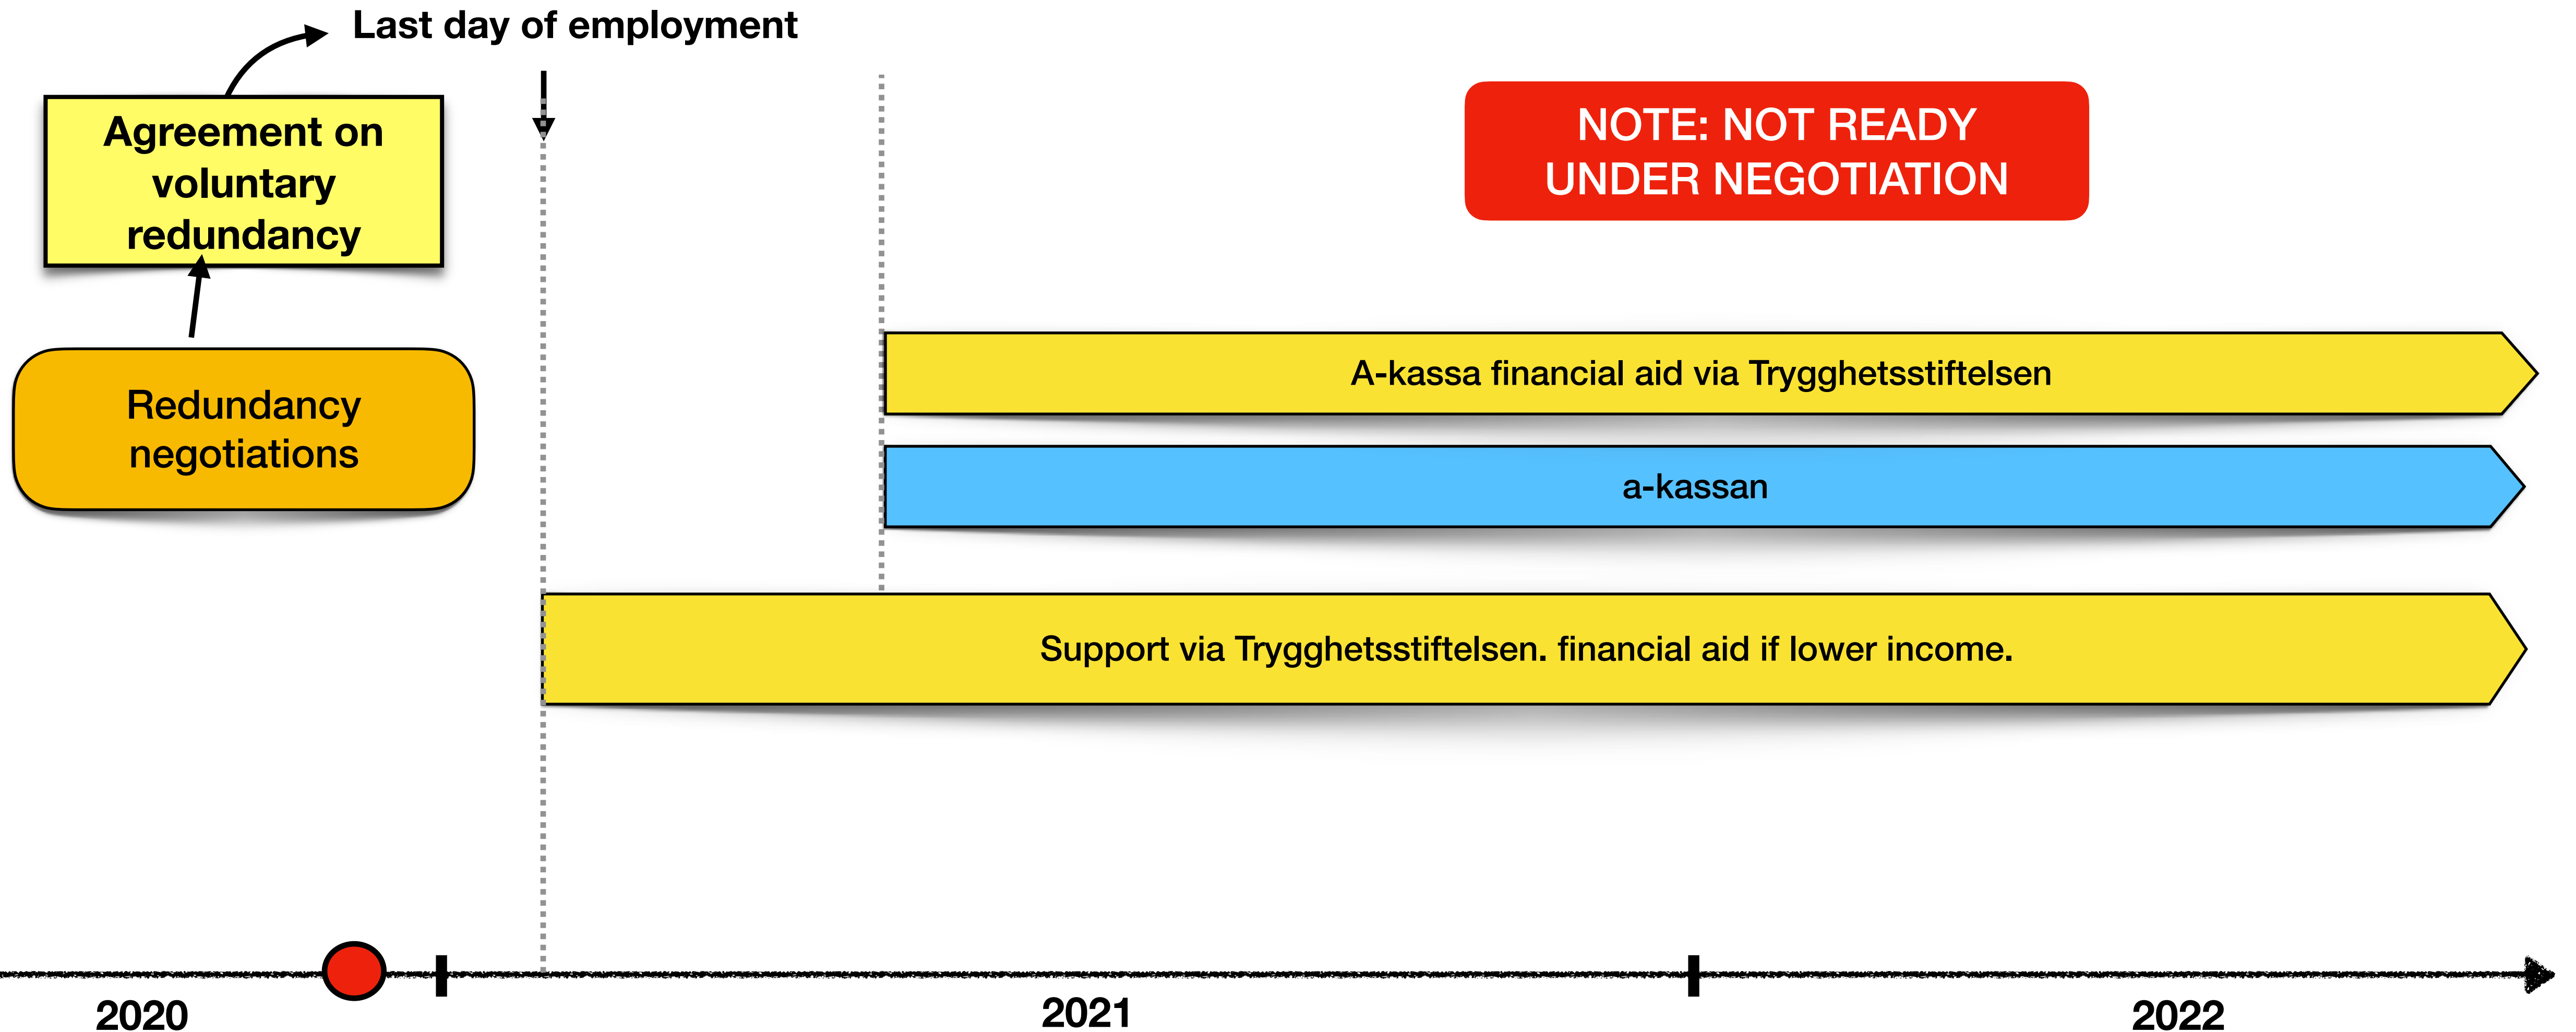 Last day of employment
Agreement on
voluntary
redundancy
NOTE: NOT READY
UNDER NEGOTIATION
Redundancy
negotiations
A-kassa financial aid via Trygghetsstiftelsen
a-kassan
Support via Trygghetsstiftelsen. financial aid if lower income.
2020
2021
2022